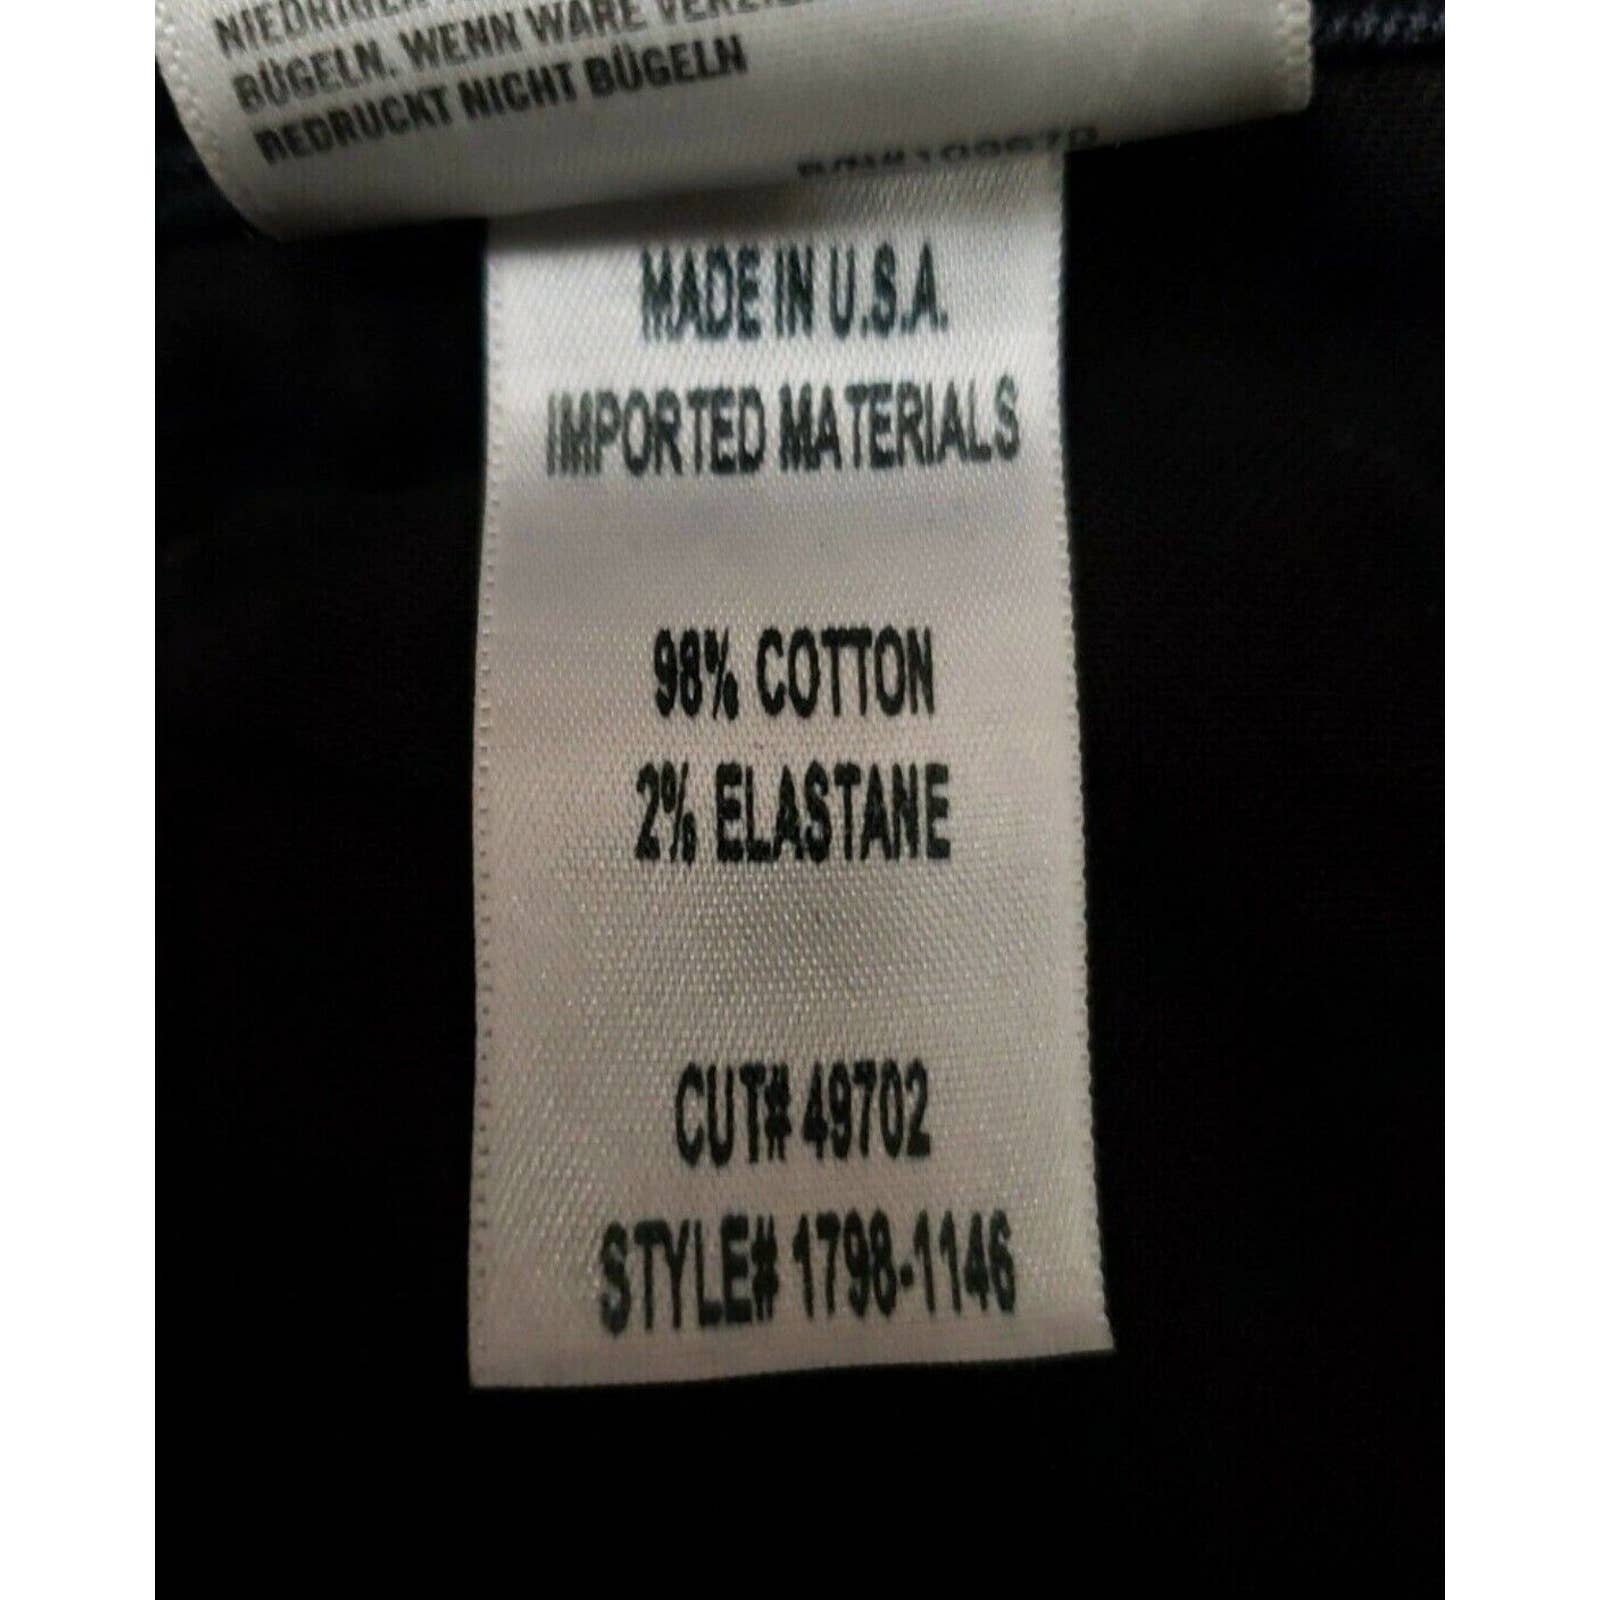 BÜGELN. WENN WARE
BEDRUCKT NICHT BÜGELN
MADE IN U.S.A.
IMPORTED MATERIALS
98% COTTON
2% ELASTANE
CUT# 49702
STYLE# 1798-1146